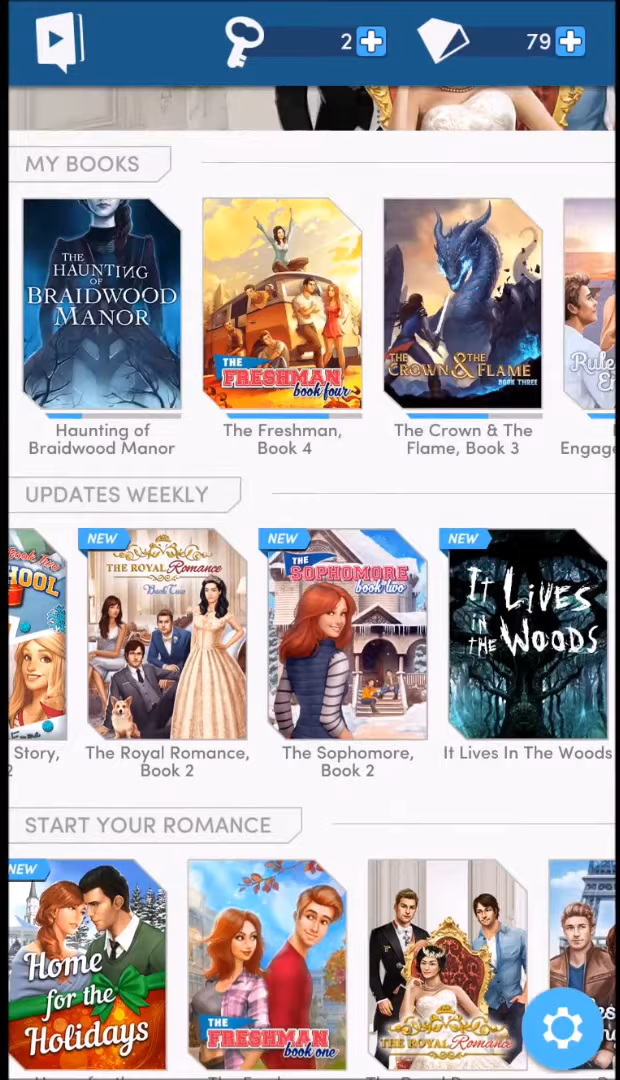 2
79
MY BOOKS
THE
HAUNTING
OF
BRAIDWOOD
MANOR
THE
FRESHMAN
book four
THE CROWN & THE FLAME
BOOK THREE
Haunting of
Braidwood Manor
The Freshman,
Book 4
The Crown & The
Flame, Book 3
Engage
UPDATES WEEKLY
NEW
THE ROYAL Romance
Book Two
NEW
THE
SOPHOMORE
book two
NEW
IT LIVES
IN
THE WOODS
Story,
The Royal Romance,
Book 2
The Sophomore,
Book 2
It Lives In The Woods
START YOUR ROMANCE
NEW
Home
for the
Holidays
THE
FRESHMAN
book one
THE ROYAL Romance